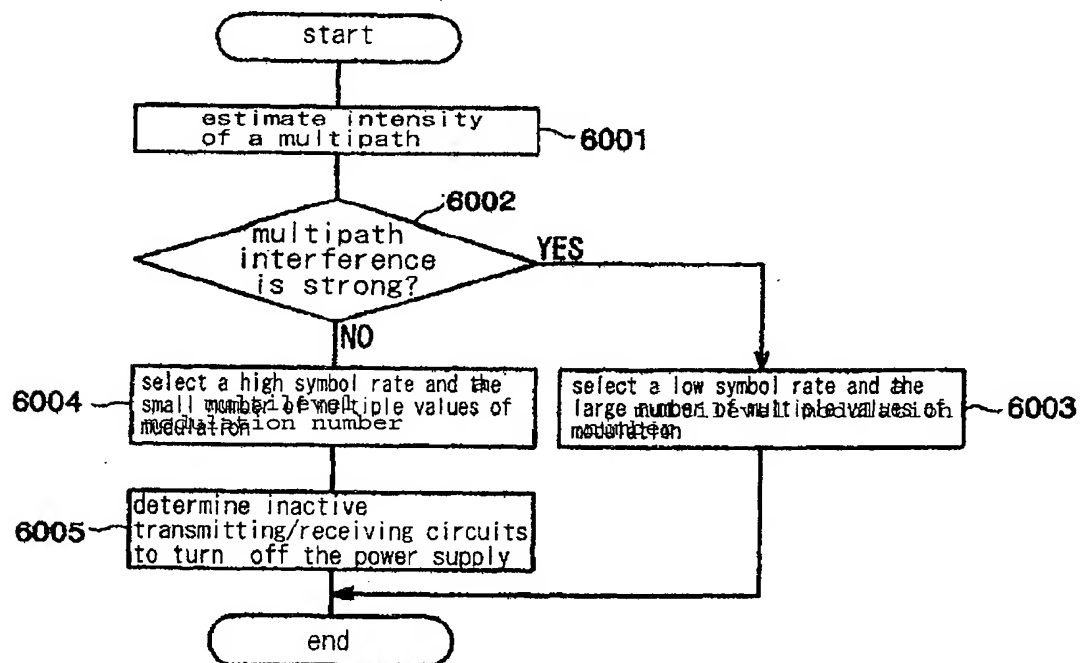 start
estimate intensity
of a multipath
6001
6002
multipath
interference
is strong?
YES
NO
select a high symbol rate and
small
modulation number
6004
select a low symbol rate and
large
6003
determine inactive
transmitting/receiving circuits
to turn off the power supply
6005
end